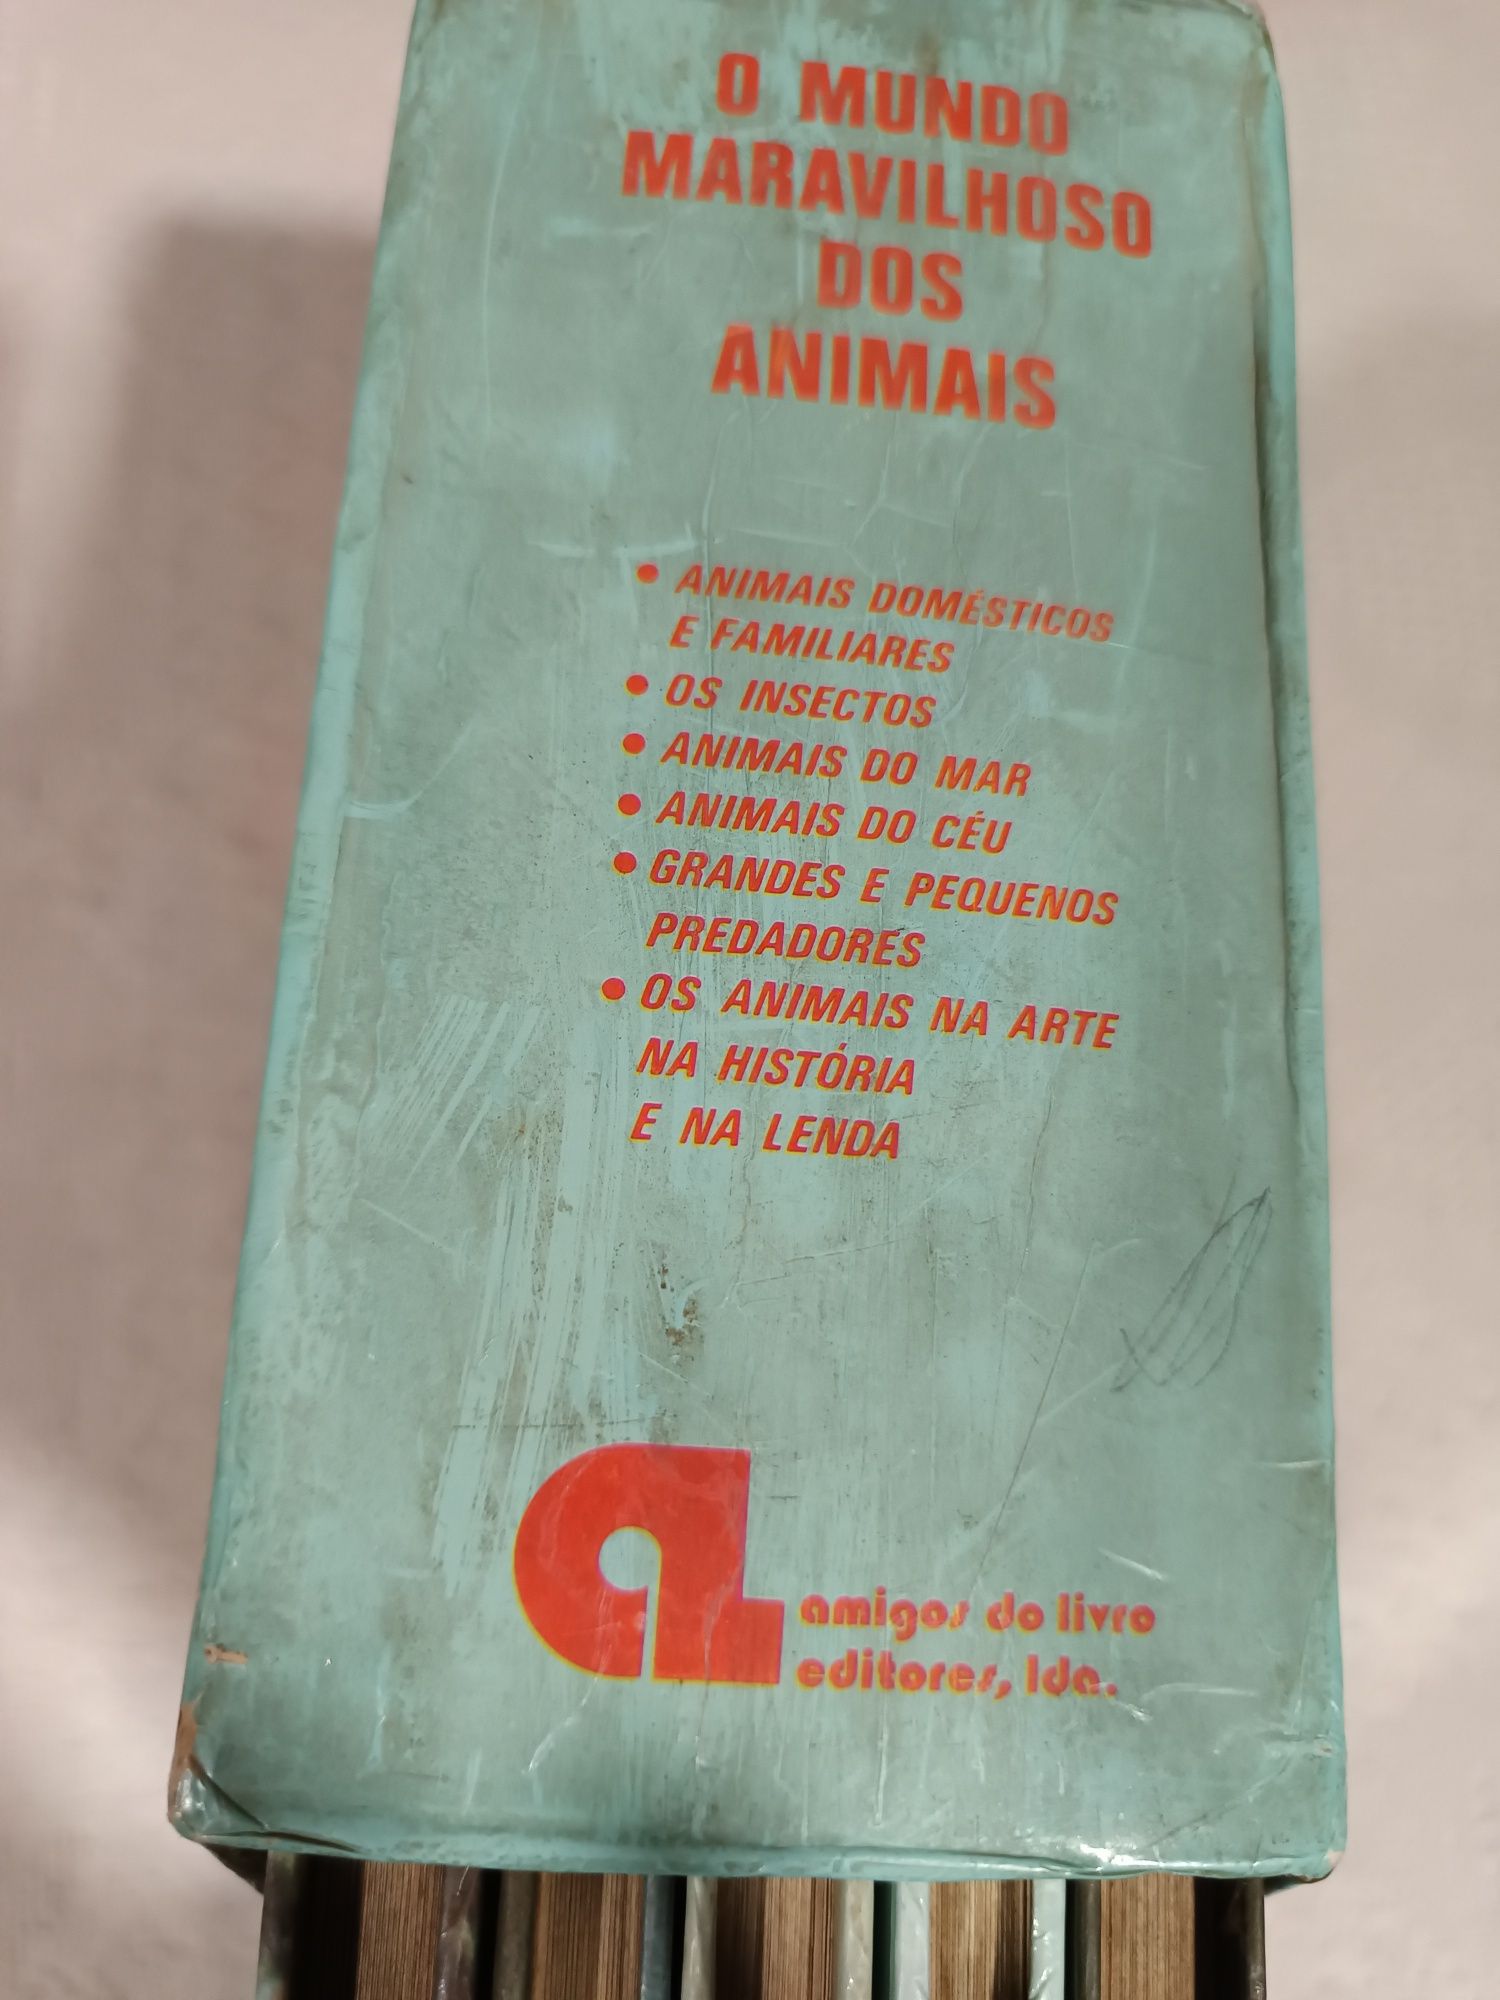 O MUNDO
MARAVILHOSO
DOS
ANIMAIS
• ANIMAIS DOMÉSTICOS
E FAMILIARES
• OS INSECTOS
• ANIMAIS DO MAR
• ANIMAIS DO CÉU
• GRANDES E PEQUENOS
PREDADORES
• OS ANIMAIS NA ARTE
NA HISTÓRIA
E NA LENDA
aL
amigos do livro
editores, lda.